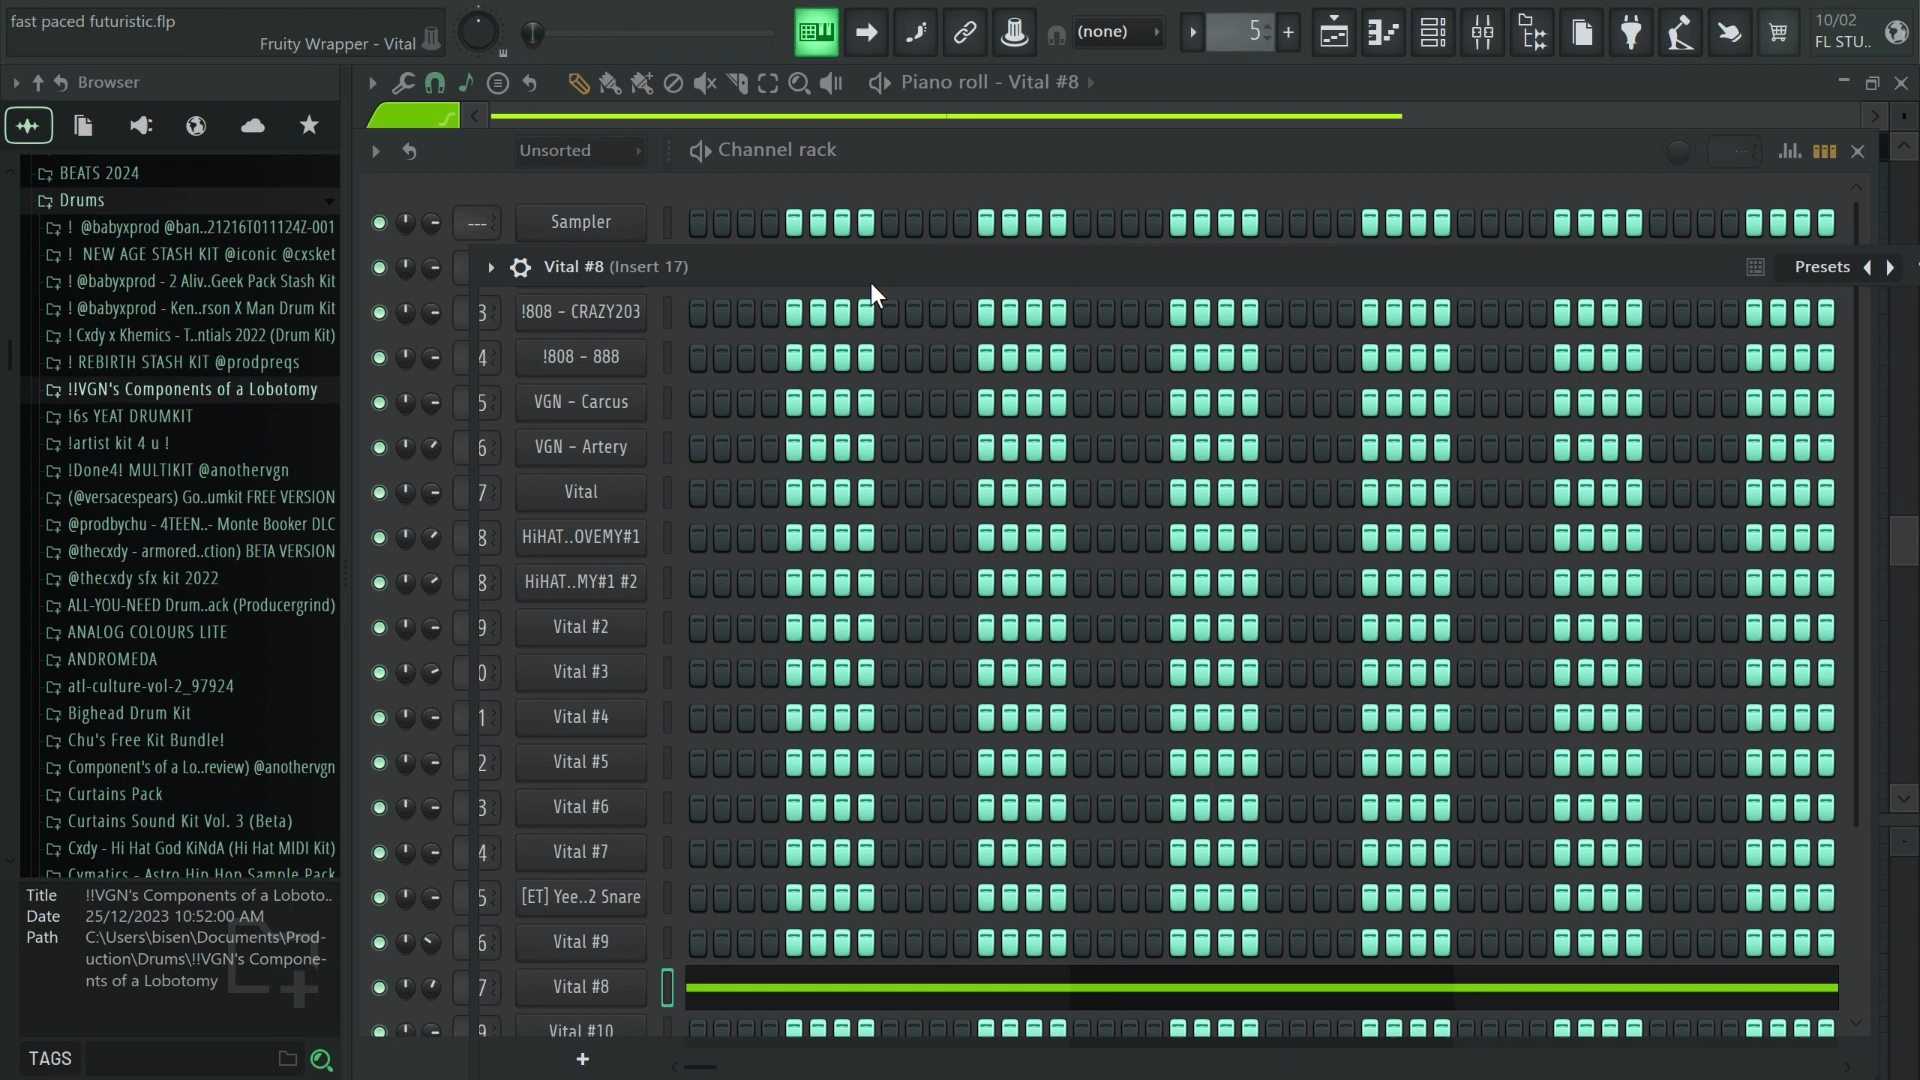 fast paced futuristic.flp
Fruity Wrapper - Vital
(none)
5
10/02
FL STU..
Browser
Piano roll - Vital #8
Unsorted
Channel rack
BEATS 2024
Drums
! @babyxprod @ban..21216T011124Z-001
! NEW AGE STASH KIT @iconic @cxsket
! @babyxprod - 2 Aliv..Geek Pack Stash Kit
! @babyxprod - Ken..rson X Man Drum Kit
! Cxdy x Khemics - T..ntials 2022 (Drum Kit)
! REBIRTH STASH KIT @prodpreqs
!!VGN's Components of a Lobotomy
!6s YEAT DRUMKIT
!artist kit 4 u !
!Done4! MULTIKIT @anothervgn
(@versacespears) Go..umkit FREE VERSION
@prodbychu - 4TEEN..- Monte Booker DLC
@thecxdy - armored..ction) BETA VERSION
@thecxdy sfx kit 2022
ALL-YOU-NEED Drum..ack (Producergrind)
ANALOG COLOURS LITE
ANDROMEDA
atl-culture-vol-2_97924
Bighead Drum Kit
Chu's Free Kit Bundle!
Component's of a Lo..review) @anothervgn
Curtains Pack
Curtains Sound Kit Vol. 3 (Beta)
Cxdy - Hi Hat God KiNdA (Hi Hat MIDI Kit)
Cymatics - Astro Hip Hop Sample Pack
Title !!VGN's Components of a Loboto..
Date 25/12/2023 10:52:00 AM
Path C:\Users\bisen\Documents\Prod-
uction\Drums\!!VGN's Compone-
nts of a Lobotomy
TAGS
--- Sampler
Vital #8 (Insert 17)
Presets
3 !808 - CRAZY203
4 !808 - 888
5 VGN - Carcus
6 VGN - Artery
7 Vital
8 HiHAT..OVEMY#1
8 HiHAT..MY#1 #2
9 Vital #2
0 Vital #3
1 Vital #4
2 Vital #5
3 Vital #6
4 Vital #7
5 [ET] Yee..2 Snare
6 Vital #9
7 Vital #8
9 Vital #10
+